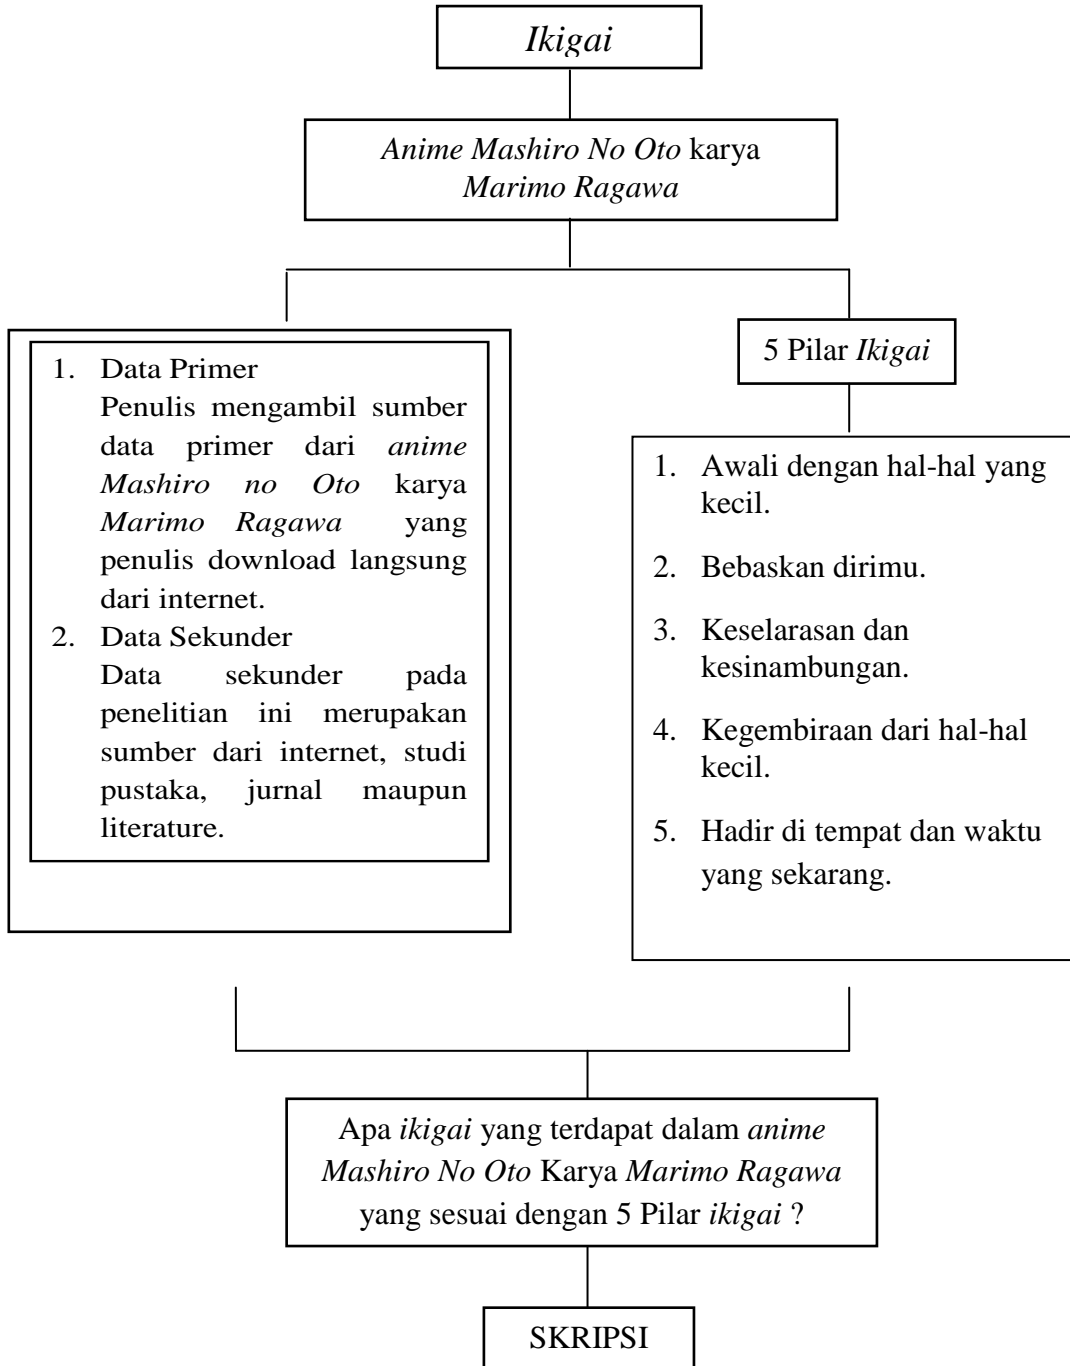 Ikigai
Anime Mashiro No Oto karya
Marimo Ragawa
1. Data Primer
Penulis mengambil sumber
data primer dari anime
Mashiro no Oto karya
Marimo Ragawa yang
penulis download langsung
dari internet.
2. Data Sekunder
Data sekunder pada
penelitian ini merupakan
sumber dari internet, studi
pustaka, jurnal maupun
literature.
5 Pilar Ikigai
1. Awali dengan hal-hal yang
kecil.
2. Bebaskan dirimu.
3. Keselarasan dan
kesinambungan.
4. Kegembiraan dari hal-hal
kecil.
5. Hadir di tempat dan waktu
yang sekarang.
Apa ikigai yang terdapat dalam anime
Mashiro No Oto Karya Marimo Ragawa
yang sesuai dengan 5 Pilar ikigai ?
SKRIPSI